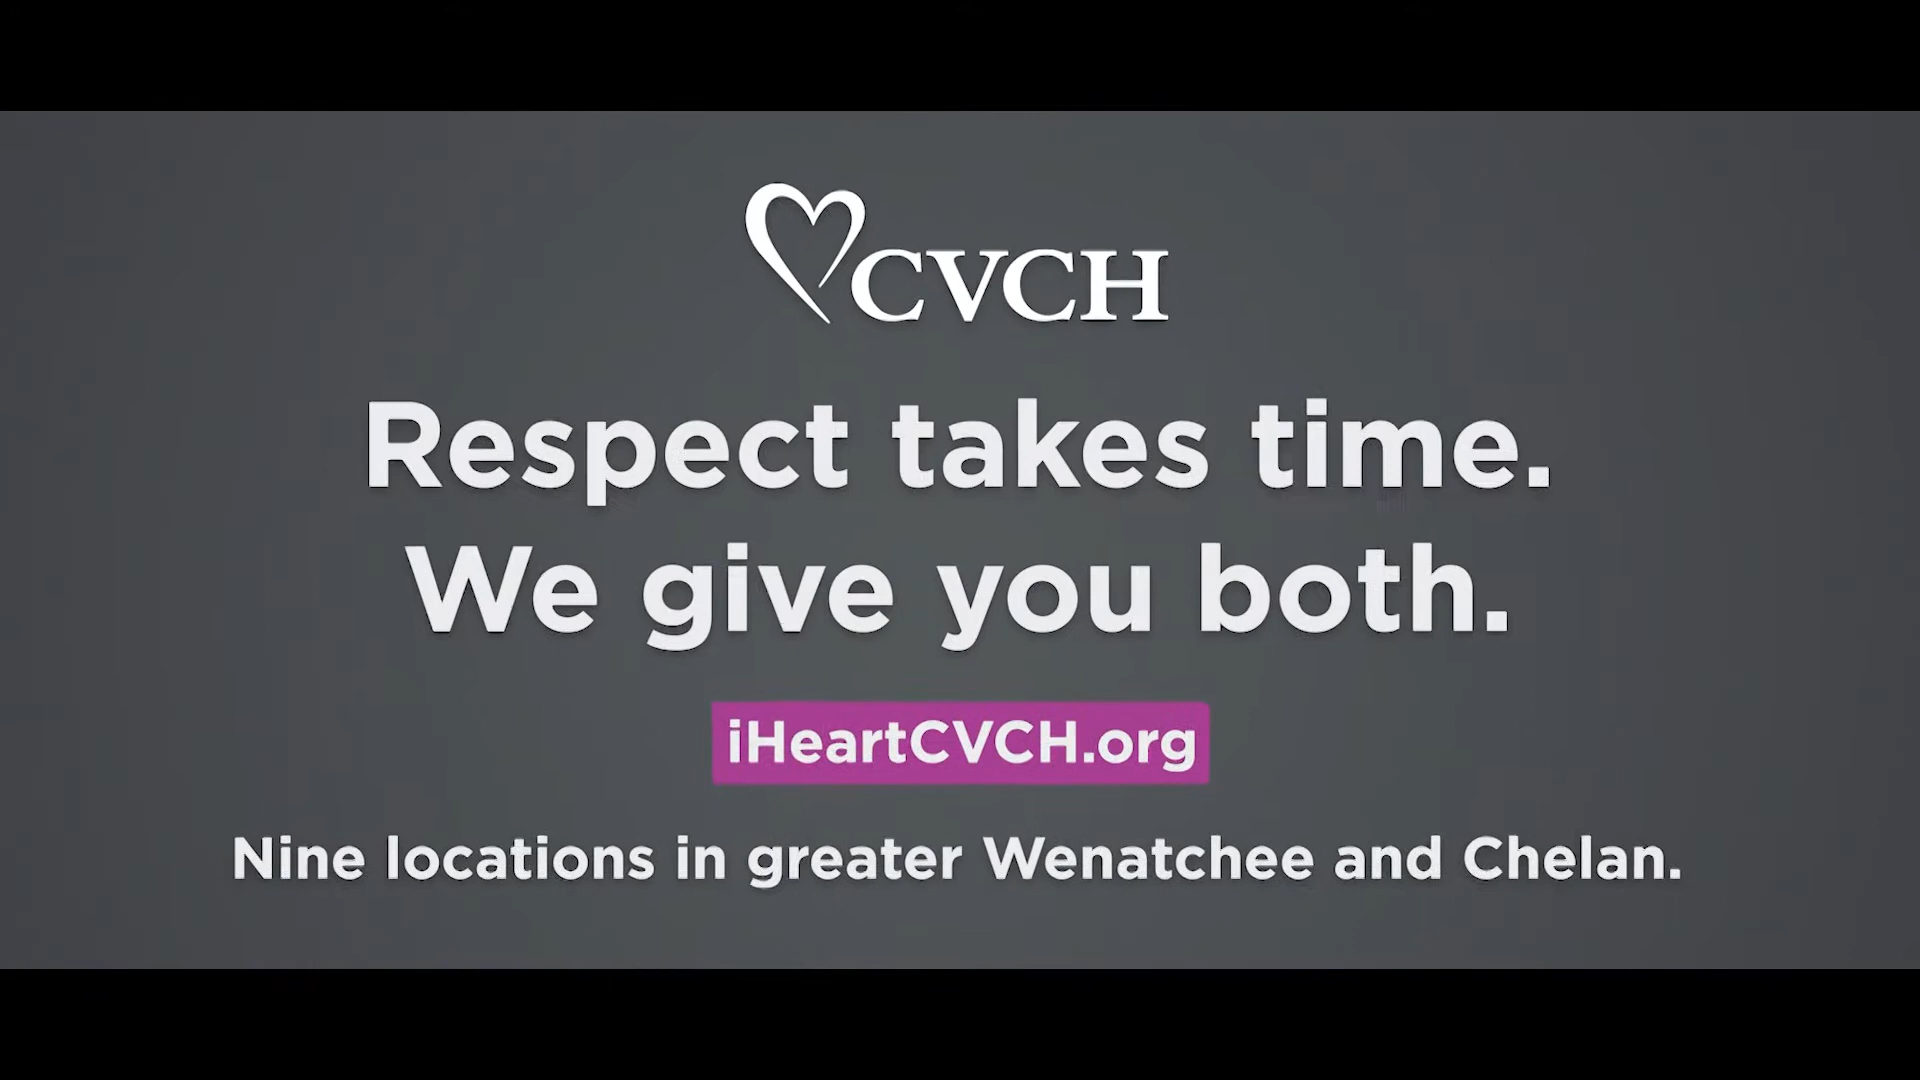 CVCH
Respect takes time.
We give you both.
iHeartCVCH.org
Nine locations in greater Wenatchee and Chelan.